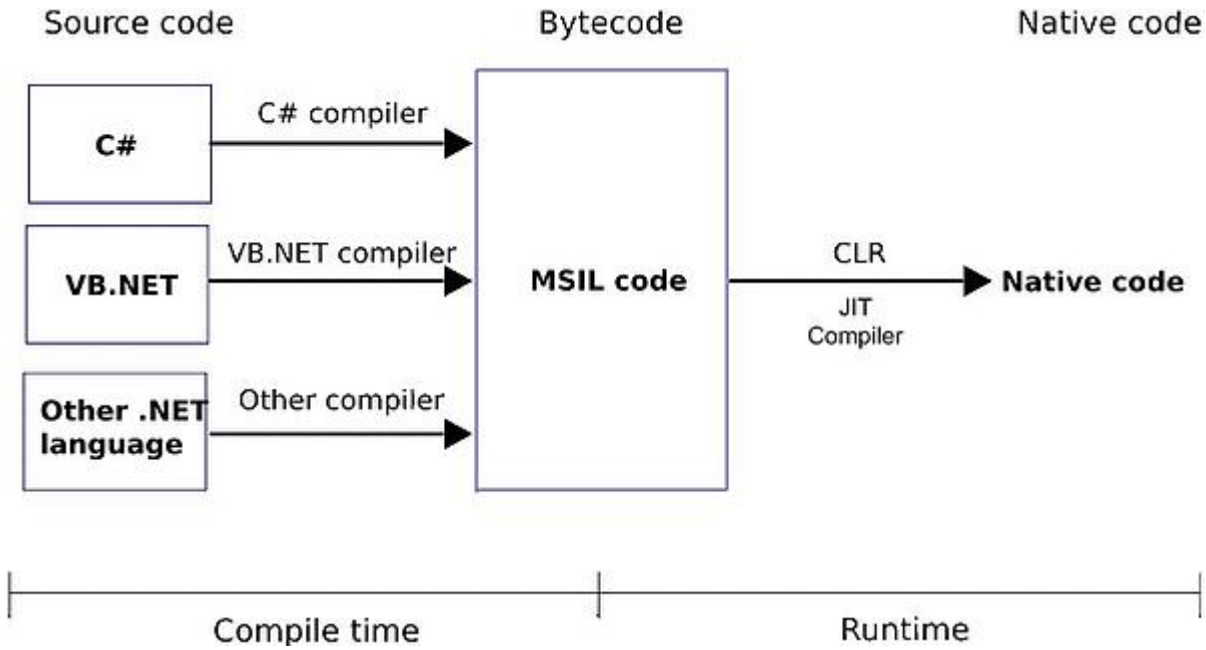 Source code
Bytecode
Native code
C#
C# compiler
VB.NET
VB.NET compiler
MSIL code
CLR
JIT
Compiler
Native code
Other .NET
language
Other compiler
Compile time
Runtime